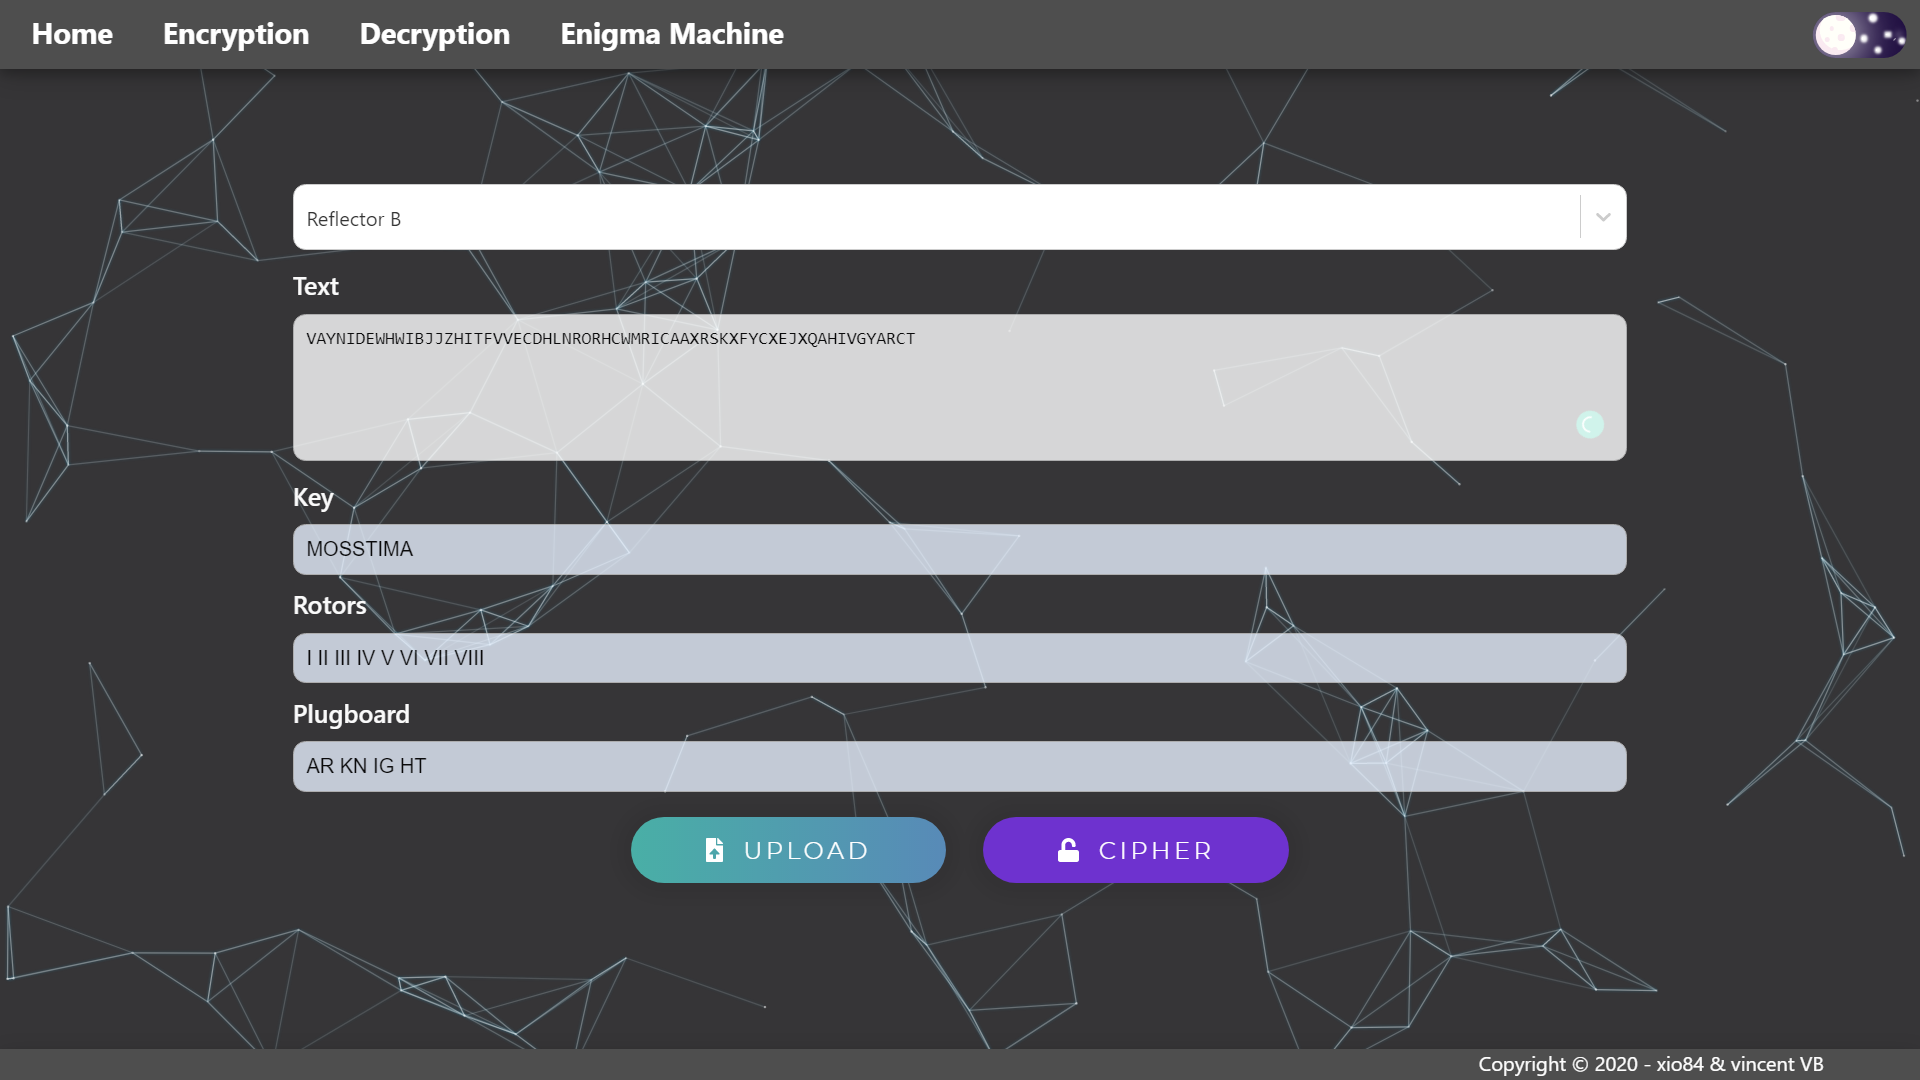 Home Encryption Decryption Enigma Machine
Reflector B
Text
VAYNIDEWHWIBJJZHITFVVECDHLNRORHCWMRICAAXRSKXFYCXEJXQAHIVGYARCT
Key
MOSSTIMA
Rotors
I II III IV V VI VII VIII
Plugboard
AR KN IG HT
UPLOAD CIPHER
Copyright © 2020 - xio84 & vincent VB